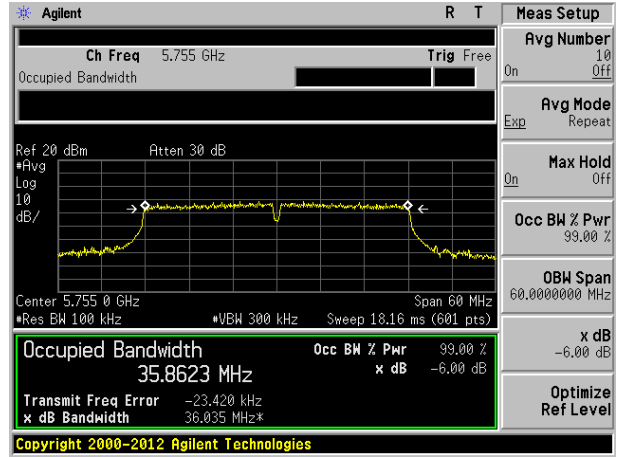 Agilent R T
Ch Freq 5.755 GHz Trig Free
Occupied Bandwidth
Ref 20 dBm Atten 30 dB
#Avg
Log
10
dB/
Center 5.755 0 GHz Span 60 MHz
#Res BW 100 kHz #VBW 300 kHz Sweep 18.16 ms (601 pts)
Occupied Bandwidth Occ BW % Pwr 99.00 %
35.8623 MHz x dB -6.00 dB
Transmit Freq Error -23.420 kHz
x dB Bandwidth 36.035 MHz*
Copyright 2000-2012 Agilent Technologies
Meas Setup
Avg Number
10
On Off
Avg Mode
Exp Repeat
Max Hold
On Off
Occ BW % Pwr
99.00 %
OBW Span
60.0000000 MHz
x dB
-6.00 dB
Optimize
Ref Level